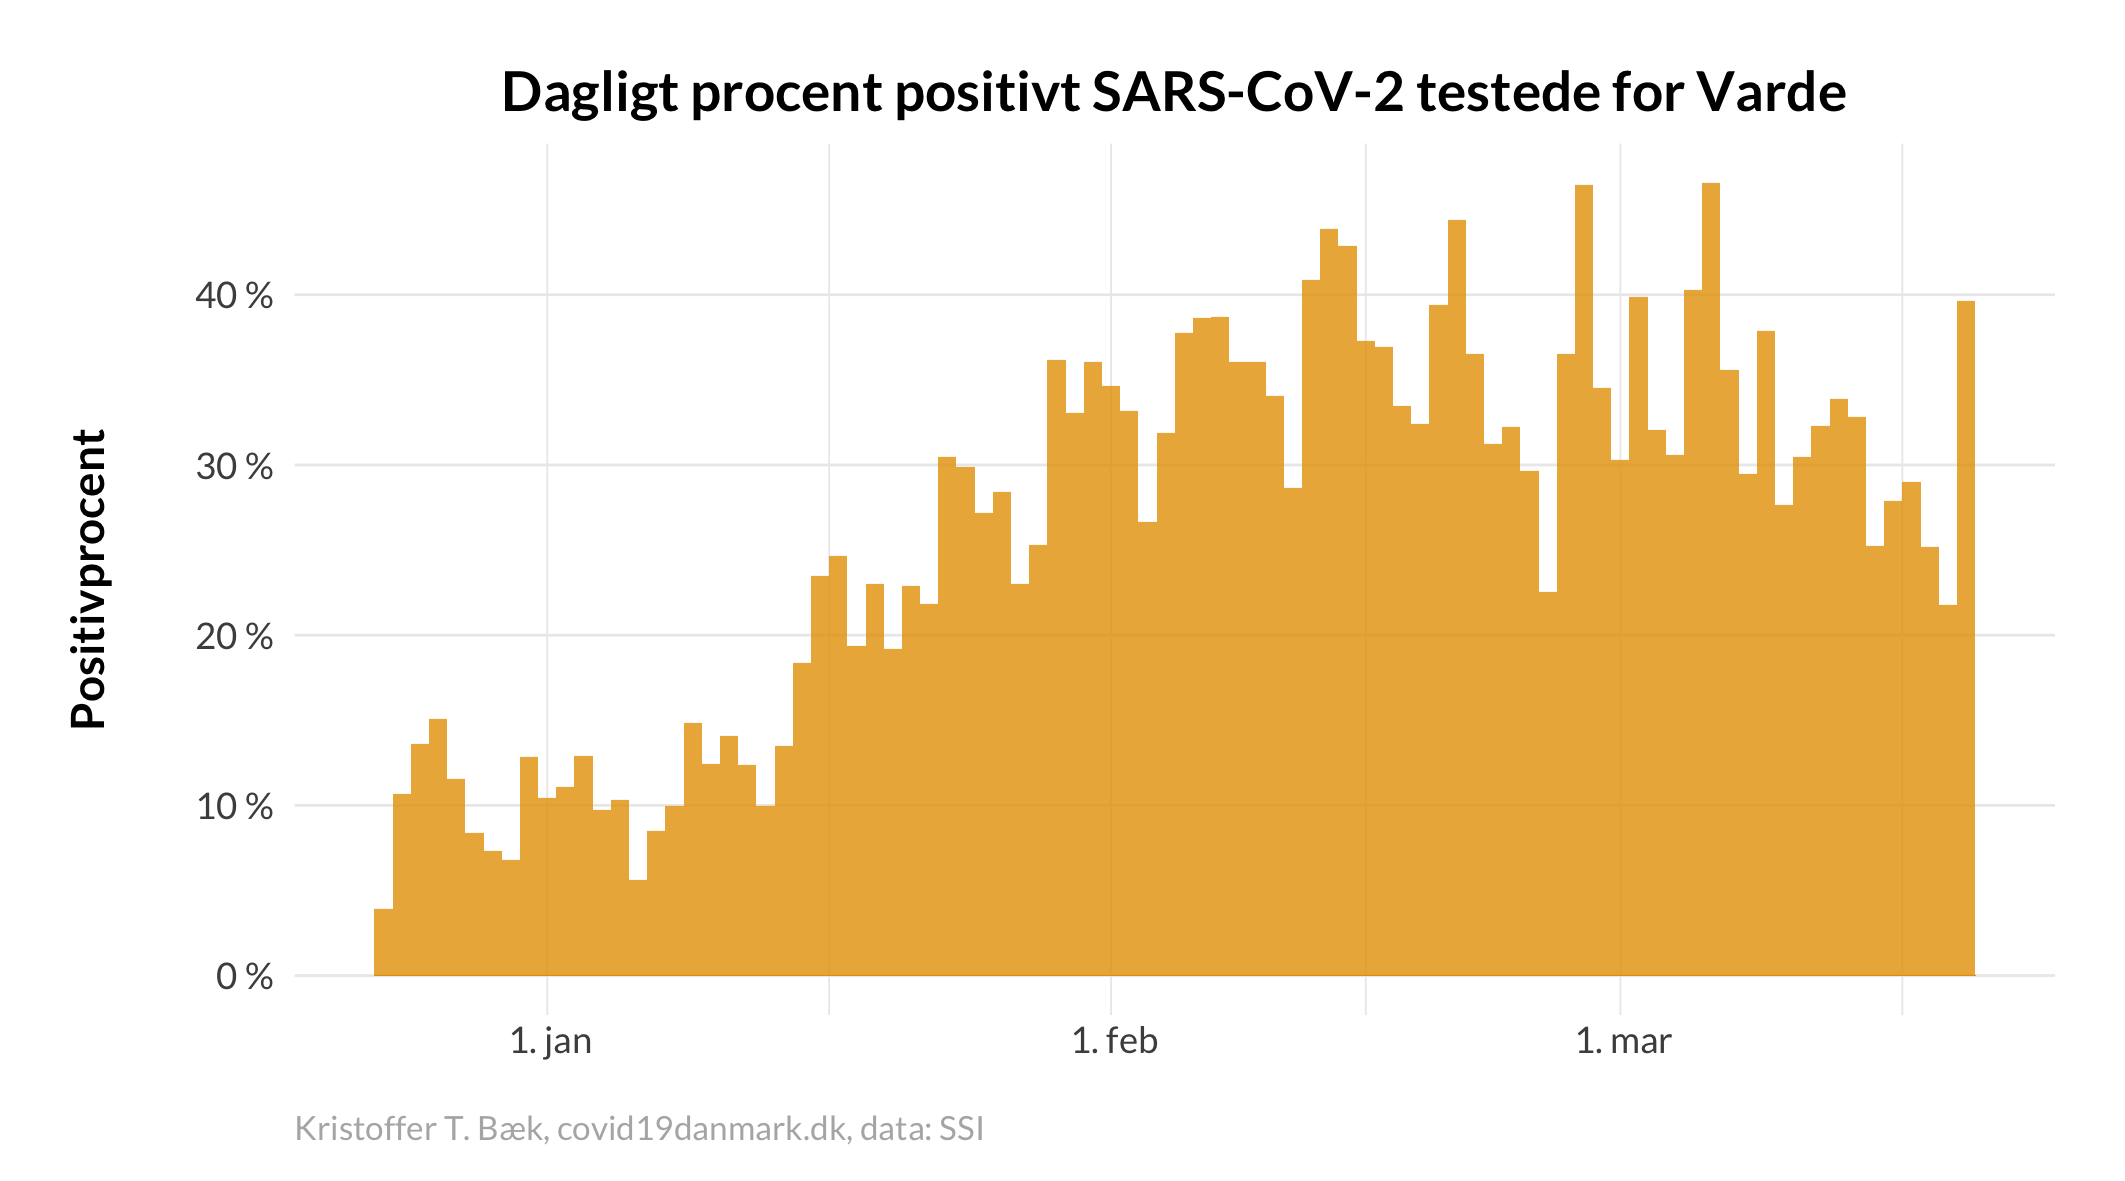 Dagligt procent positivt SARS-CoV-2 testede for Varde
Positivprocent
40 %
30 %
20 %
10 %
0 %
1. jan
1. feb
1. mar
Kristoffer T. Bæk, covid19danmark.dk, data: SSI